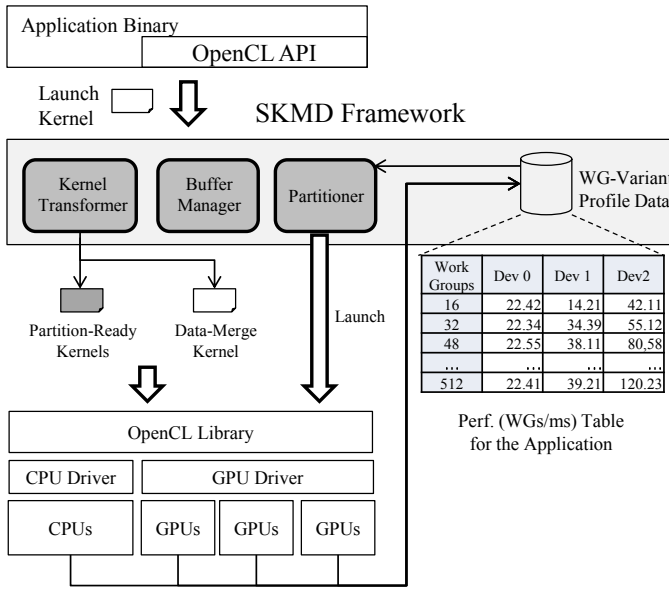 Application Binary
OpenCL API
Launch
Kernel
SKMD Framework
Kernel
Transformer
Buffer
Manager
Partitioner
WG-Variant
Profile Data
Partition-Ready
Kernels
Data-Merge
Kernel
Launch
Work
Groups Dev 0 Dev 1 Dev2
16 22.42 14.21 42.11
32 22.34 34.39 55.12
48 22.55 38.11 80,58
... ... ... ...
512 22.41 39.21 120.23
Perf. (WGs/ms) Table
for the Application
OpenCL Library
CPU Driver GPU Driver
CPUs GPUs GPUs GPUs